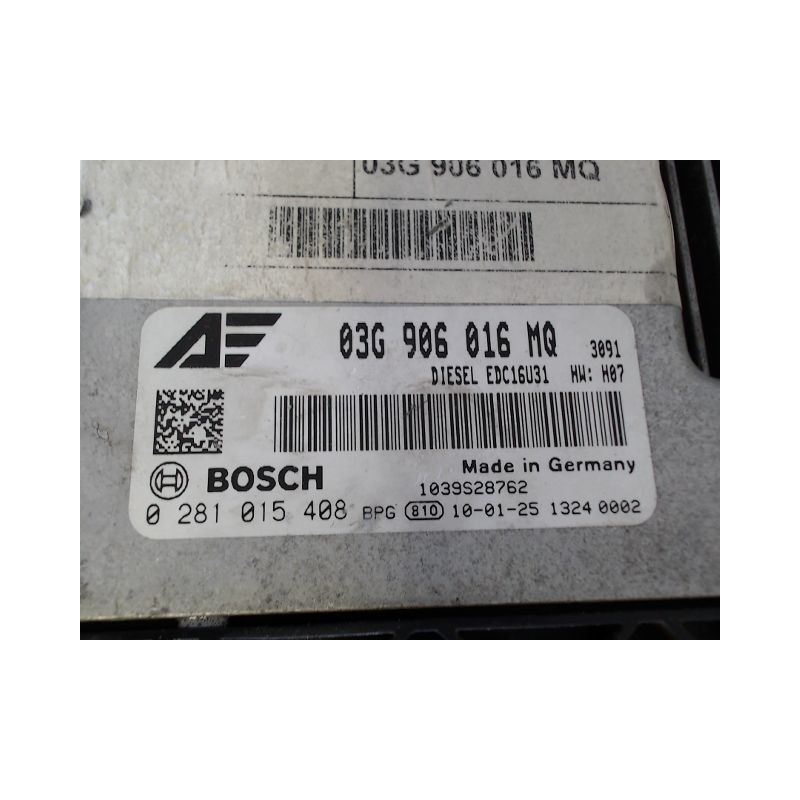 03G 906 016 MQ
AE 03G 906 016 MQ 3091
DIESEL EDC16U31 HW: H07
BOSCH Made in Germany
1039S28762
0 281 015 408 BPG 810 10-01-25 1324 0002